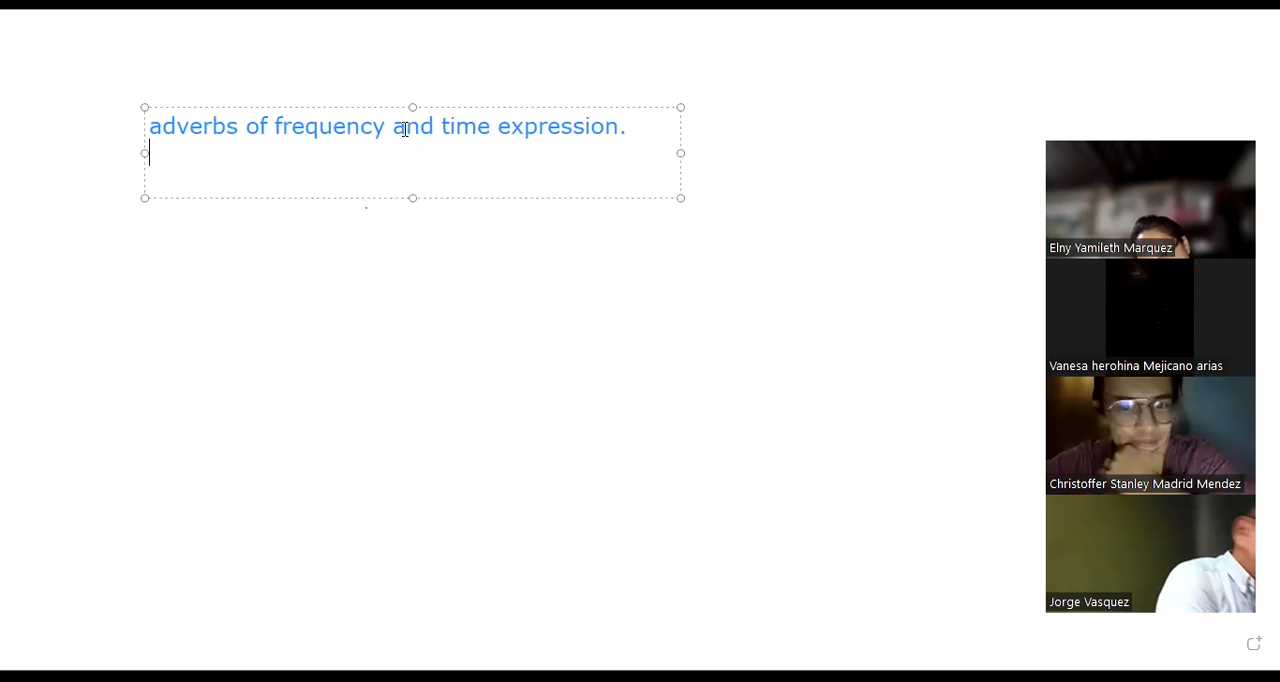 adverbs of frequency and time expression.
Elny Yamileth Marquez
Vanesa herohina Mejicano arias
Christoffer Stanley Madrid Mendez
Jorge Vasquez